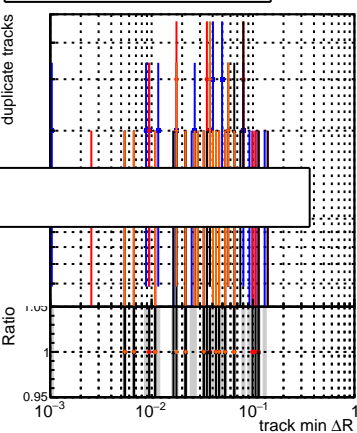 duplicate tracks
1.05
Ratio
1
0.95
10⁻³ 10⁻² 10⁻¹ 1
track min ΔR